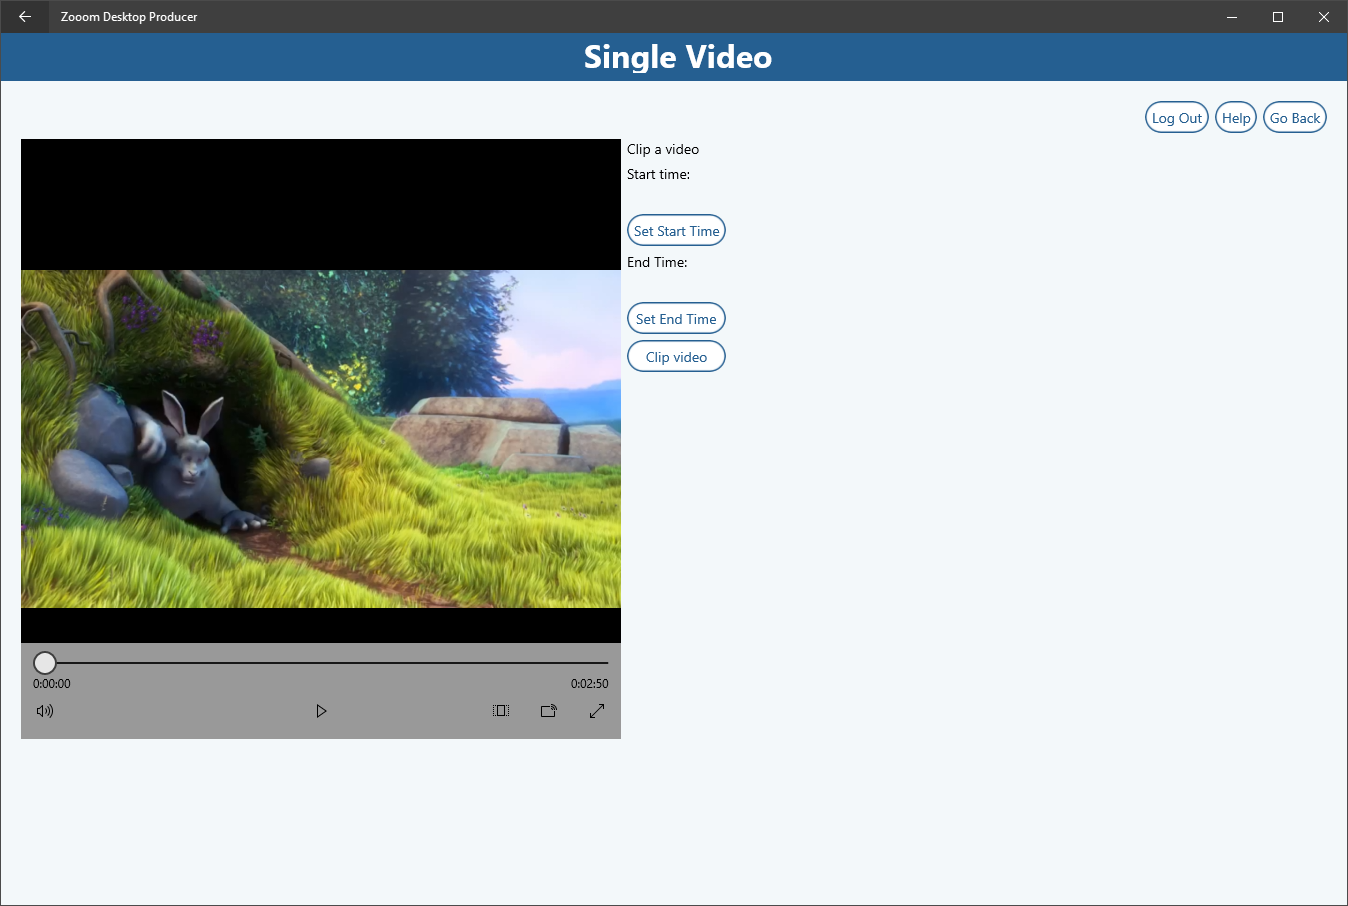 Zooom Desktop Producer
Single Video
Log Out Help Go Back
Clip a video
Start time:
Set Start Time
End Time:
Set End Time
Clip video
0:00:00 0:02:50